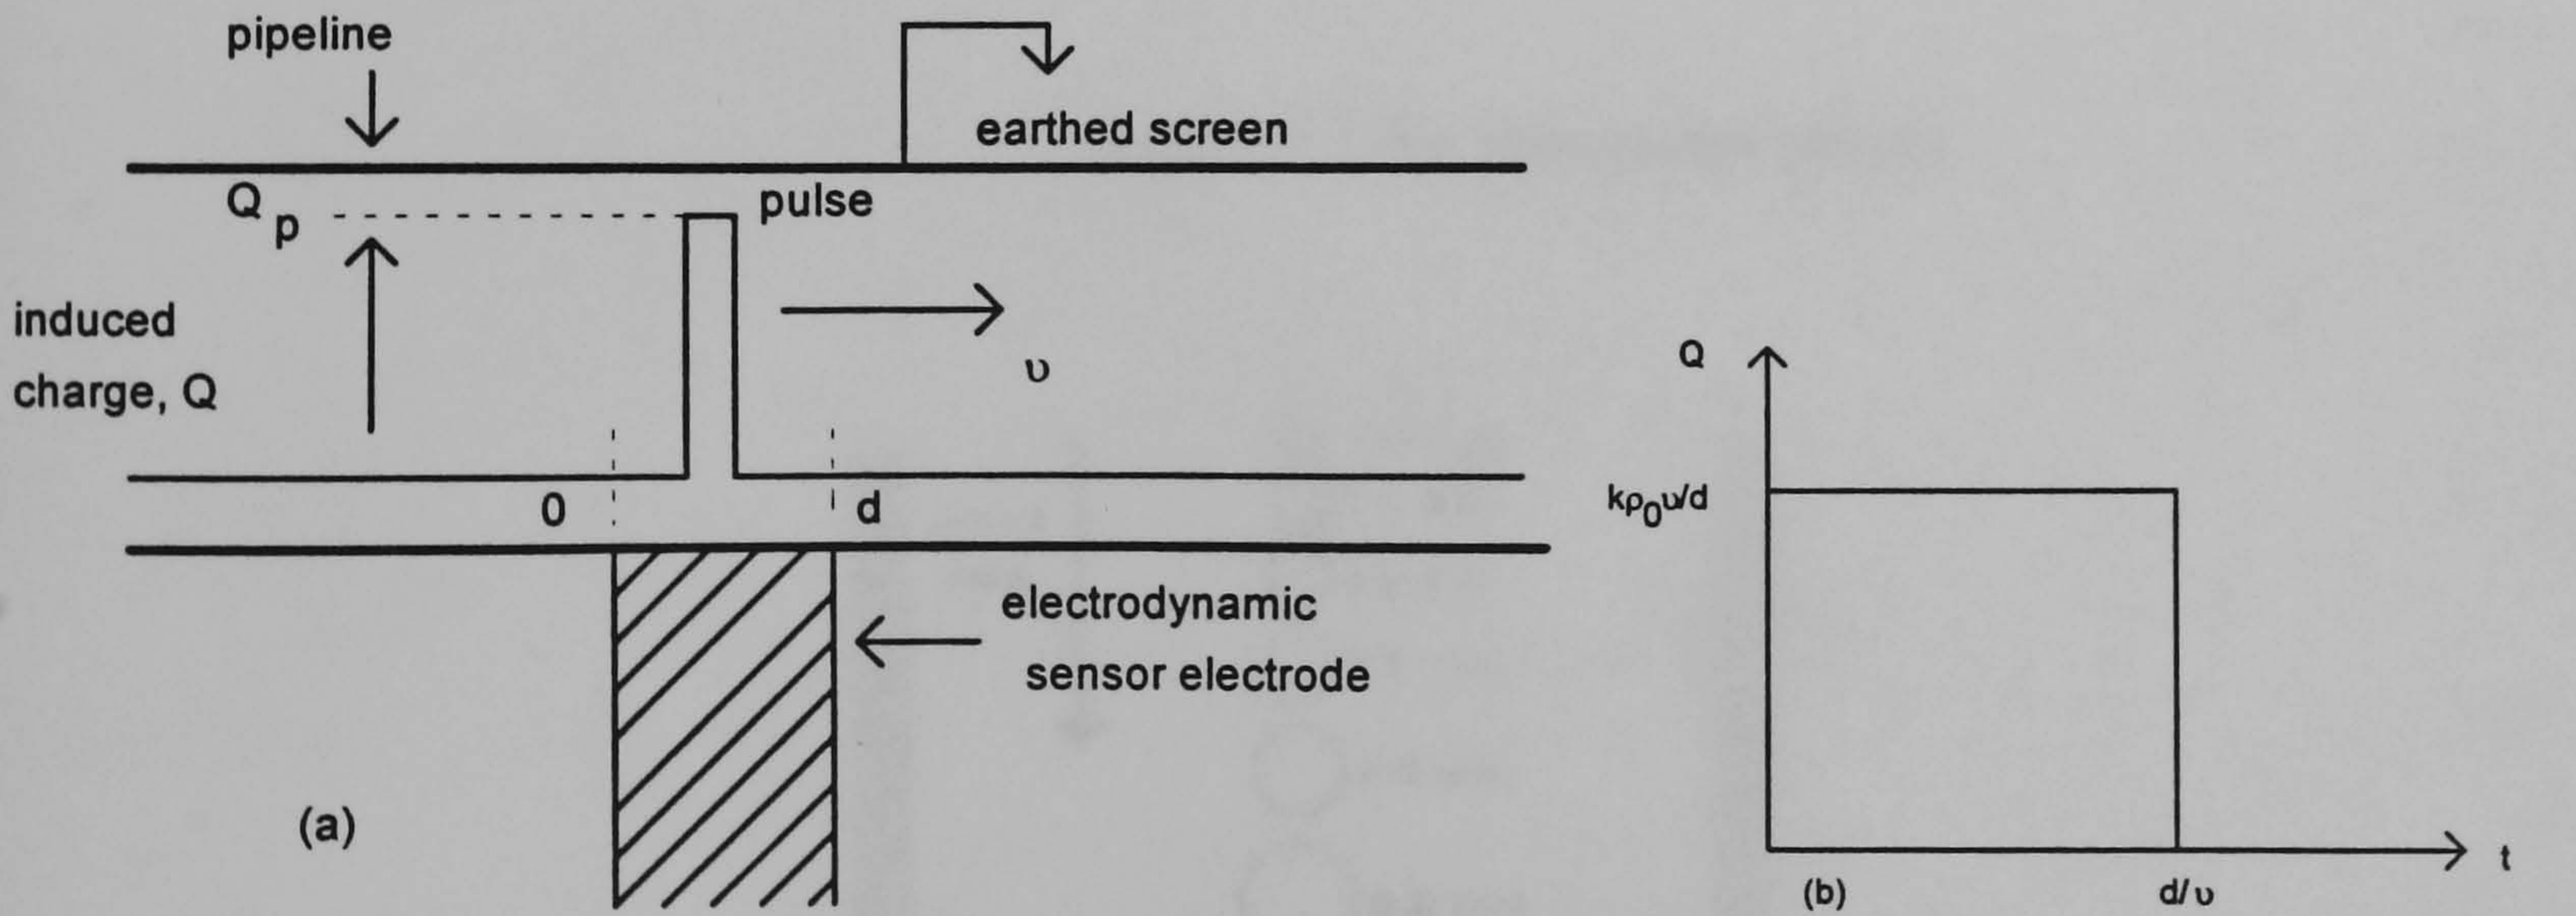 pipeline
earthed screen
Q p
pulse
induced
charge, Q
υ
0
d
electrodynamic
sensor electrode
(a)
Q
kρ₀υ/d
t
(b)
d/υ